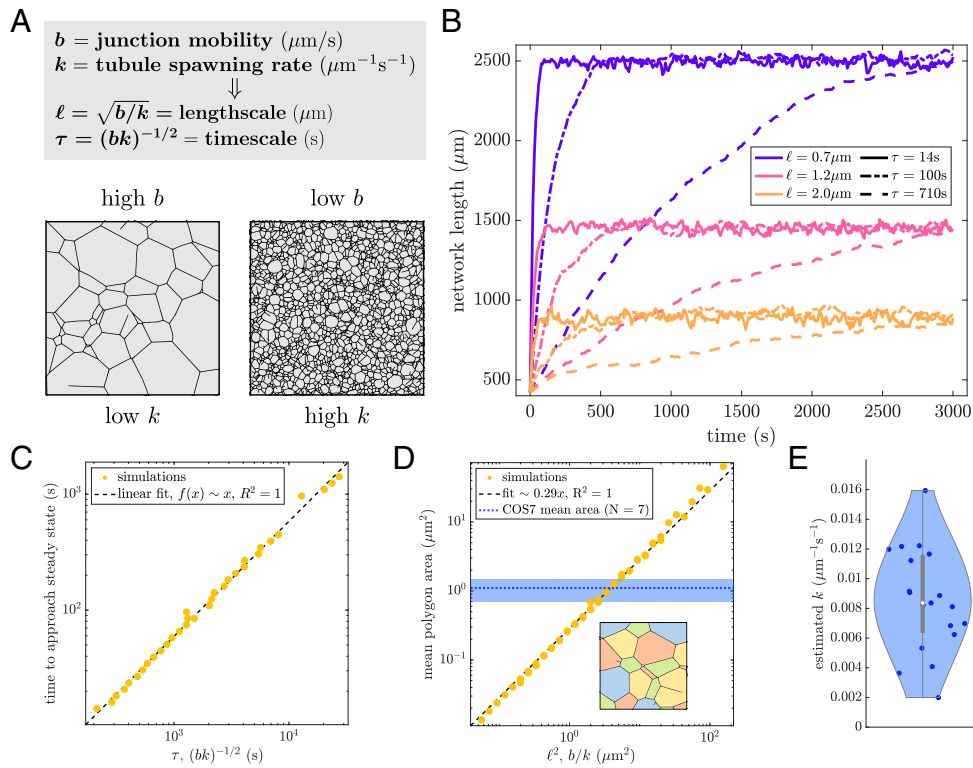 A
b = junction mobility (μm/s)
k = tubule spawning rate (μm⁻¹s⁻¹)
⇓
ℓ = √b/k = lengthscale (μm)
τ = (bk)⁻¹/² = timescale (s)
high b
low b
low k
high k
B
network length (μm)
2500
2000
1500
1000
500
ℓ = 0.7μm
τ = 14s
ℓ = 1.2μm
τ = 100s
ℓ = 2.0μm
τ = 710s
0
500
1000
1500
2000
2500
3000
time (s)
C
time to approach steady state (s)
10³
10²
simulations
linear fit, f(x) ~ x, R² = 1
10³
10⁴
τ, (bk)⁻¹/² (s)
D
mean polygon area (μm²)
10¹
10⁰
10⁻¹
simulations
fit ~ 0.29x, R² = 1
COS7 mean area (N = 7)
10⁰
10²
ℓ², b/k (μm²)
E
estimated k (μm⁻¹s⁻¹)
0.016
0.014
0.012
0.010
0.008
0.006
0.004
0.002
0